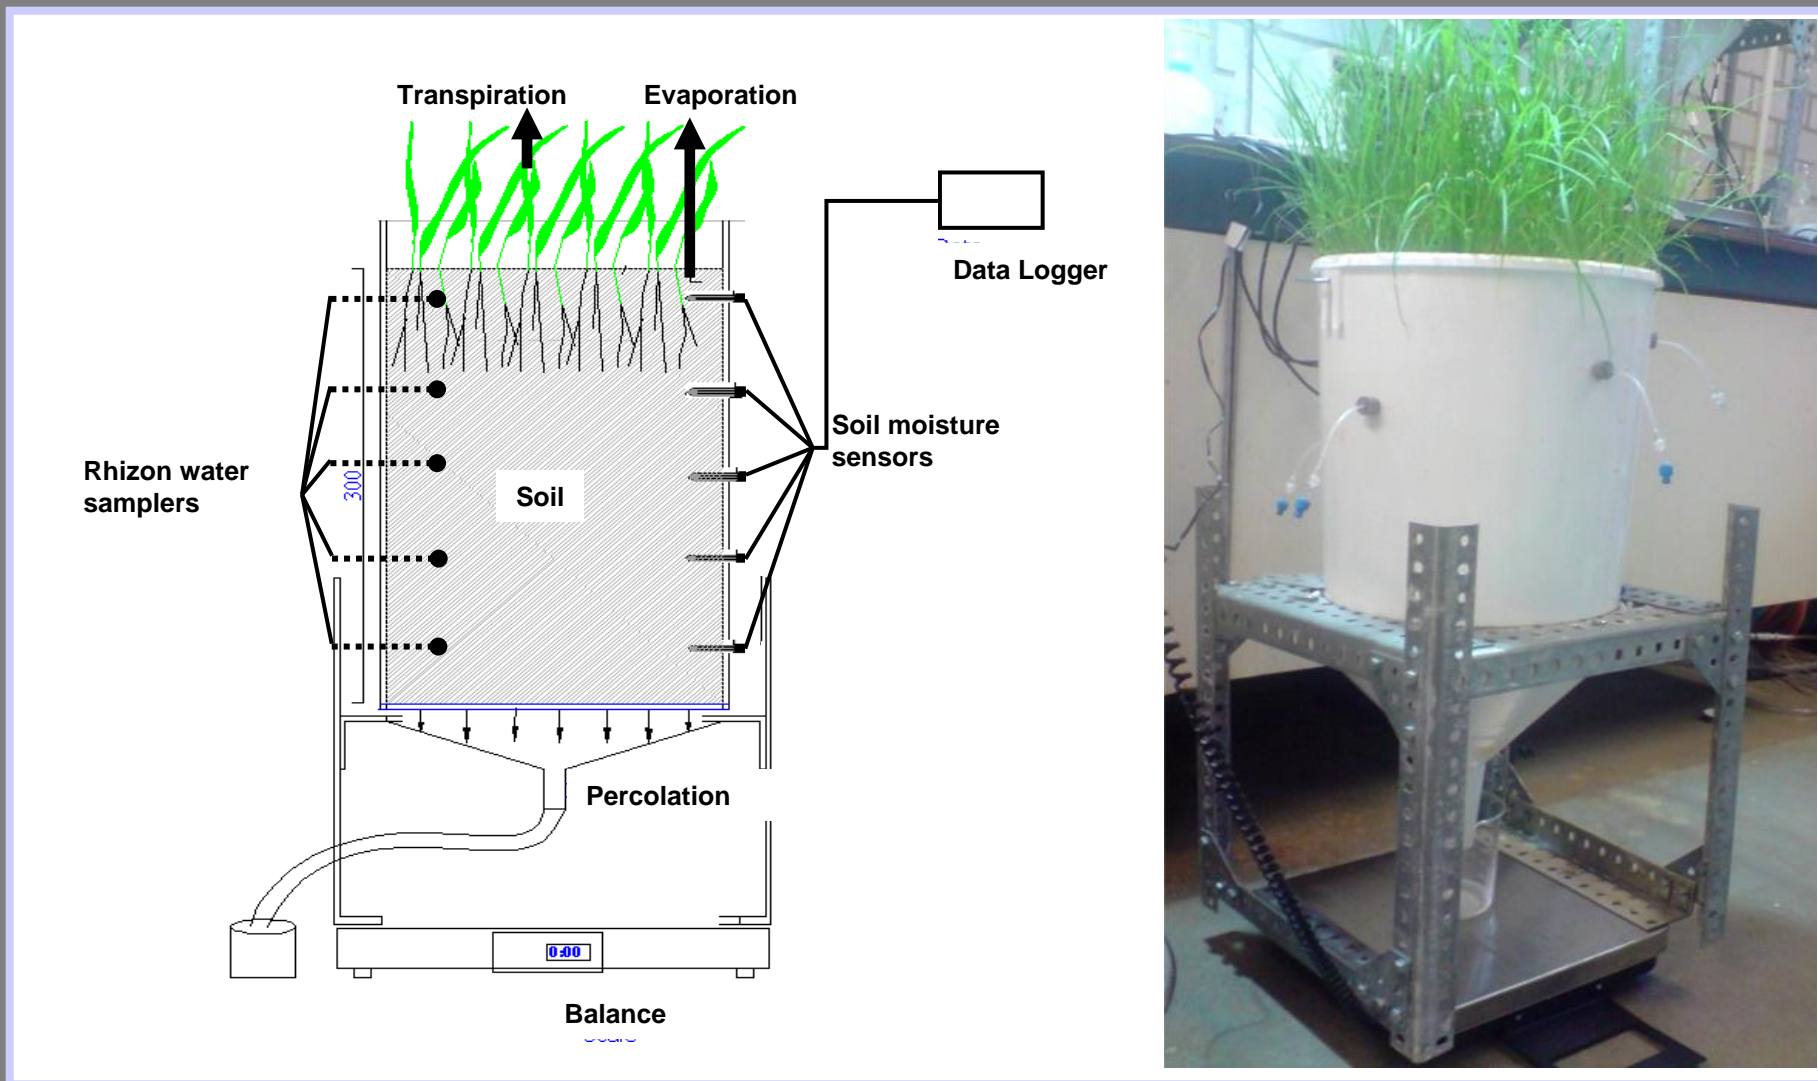 Transpiration
Evaporation
Data Logger
Soil moisture
sensors
Rhizon water
samplers
300
Soil
Percolation
0:00
Balance